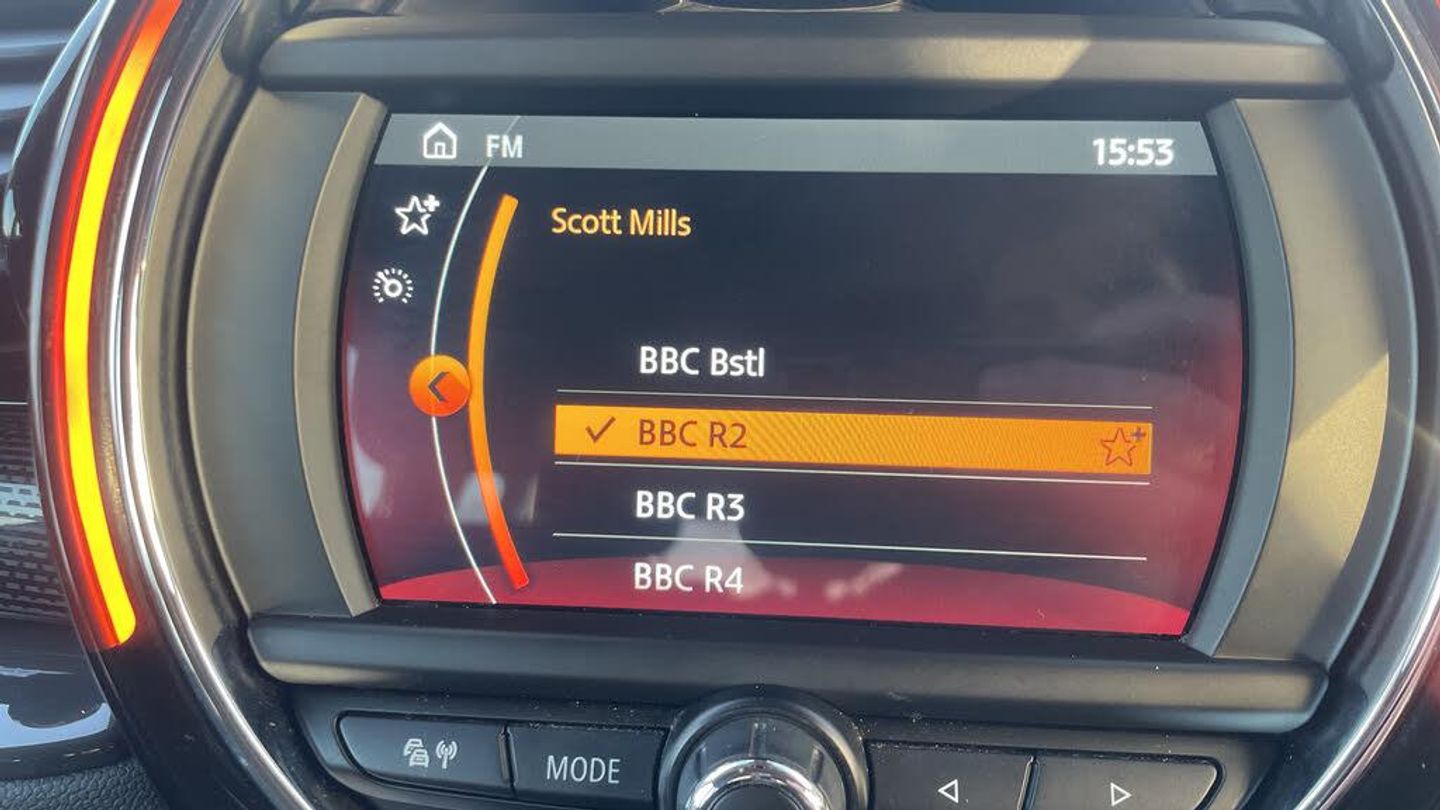 FM 15:53
Scott Mills
BBC Bstl
BBC R2
BBC R3
BBC R4
MODE